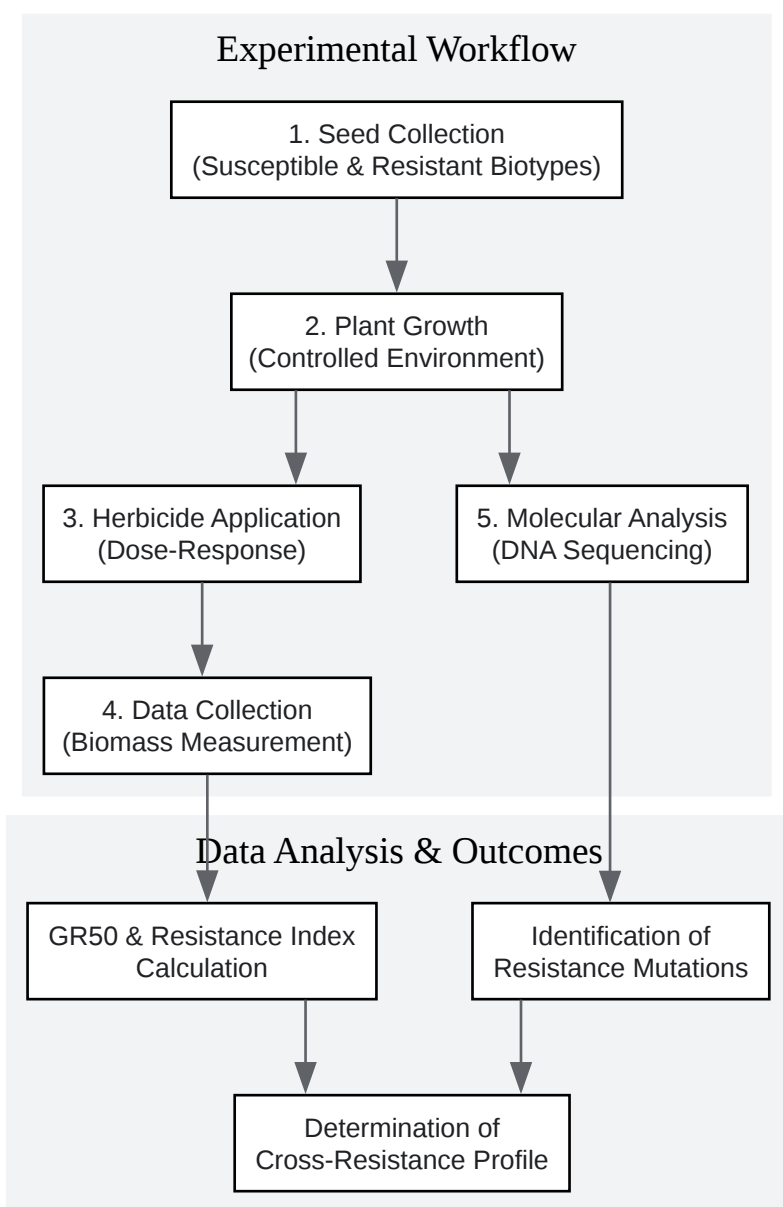 Experimental Workflow
1. Seed Collection
(Susceptible & Resistant Biotypes)
2. Plant Growth
(Controlled Environment)
3. Herbicide Application
(Dose-Response)
5. Molecular Analysis
(DNA Sequencing)
4. Data Collection
(Biomass Measurement)
Data Analysis & Outcomes
GR50 & Resistance Index
Calculation
Identification of
Resistance Mutations
Determination of
Cross-Resistance Profile